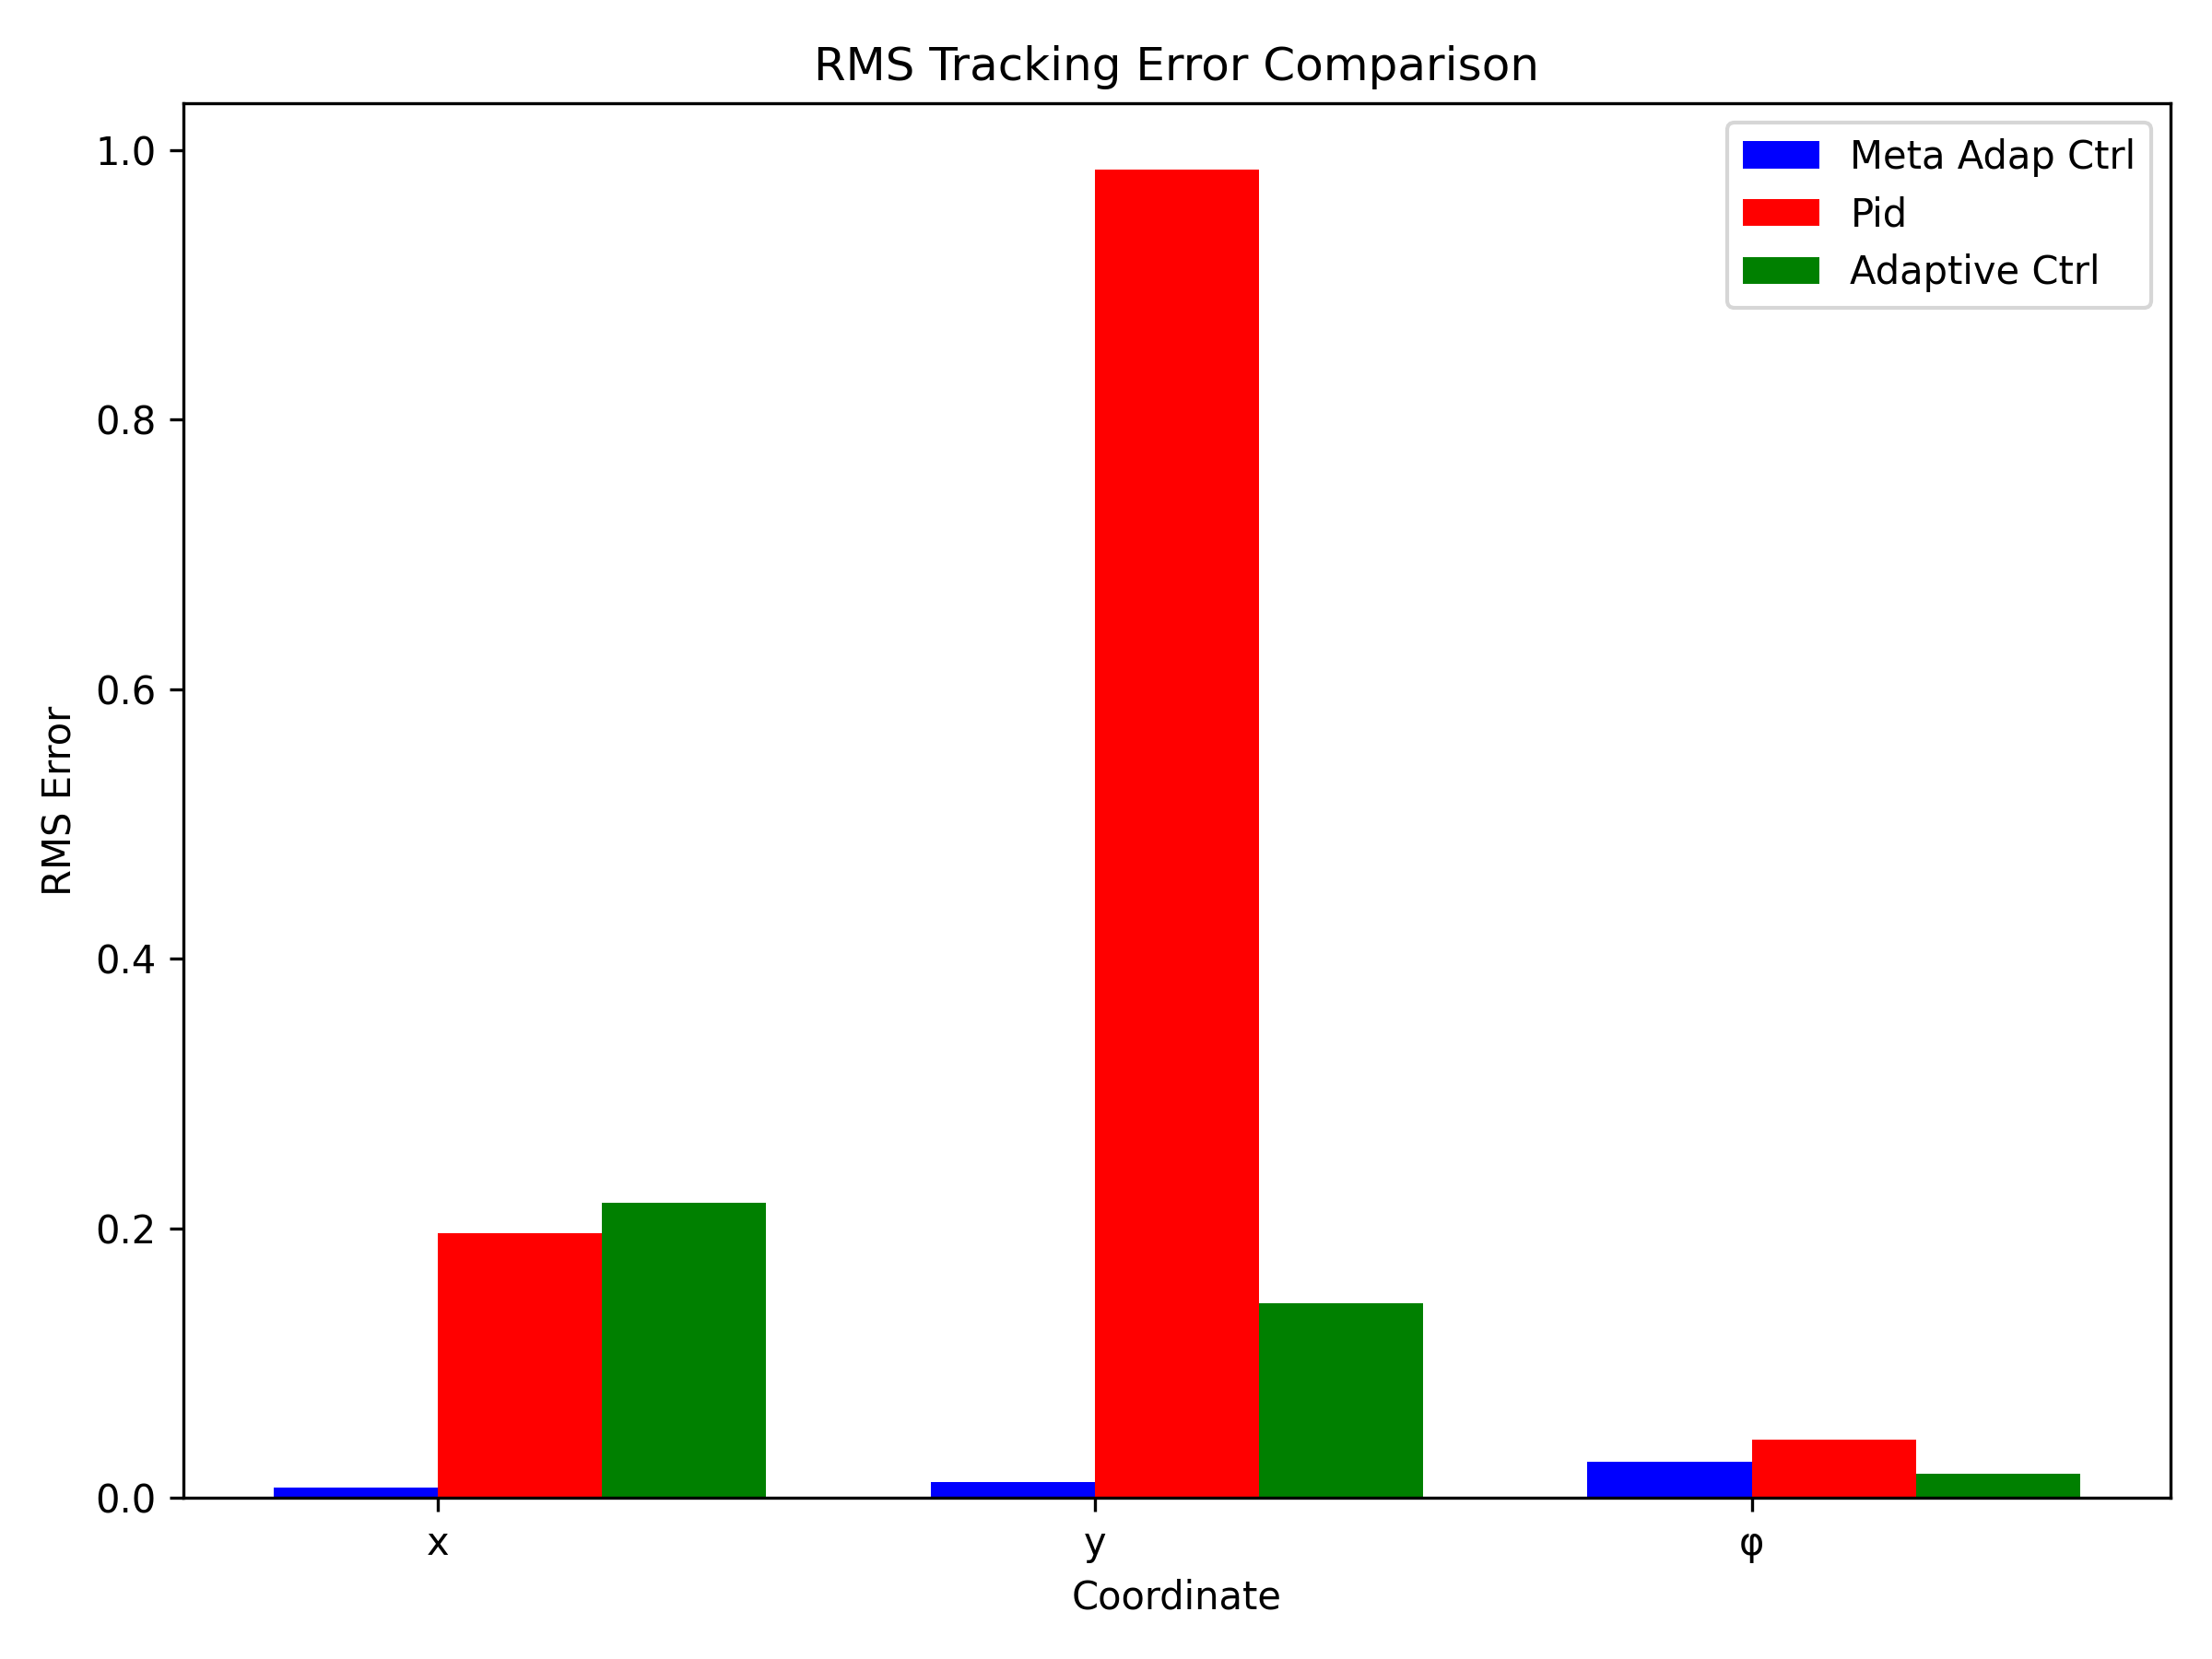 RMS Tracking Error Comparison
Meta Adap Ctrl
Pid
Adaptive Ctrl
1.0
0.8
0.6
0.4
0.2
0.0
RMS Error
x
y
φ
Coordinate